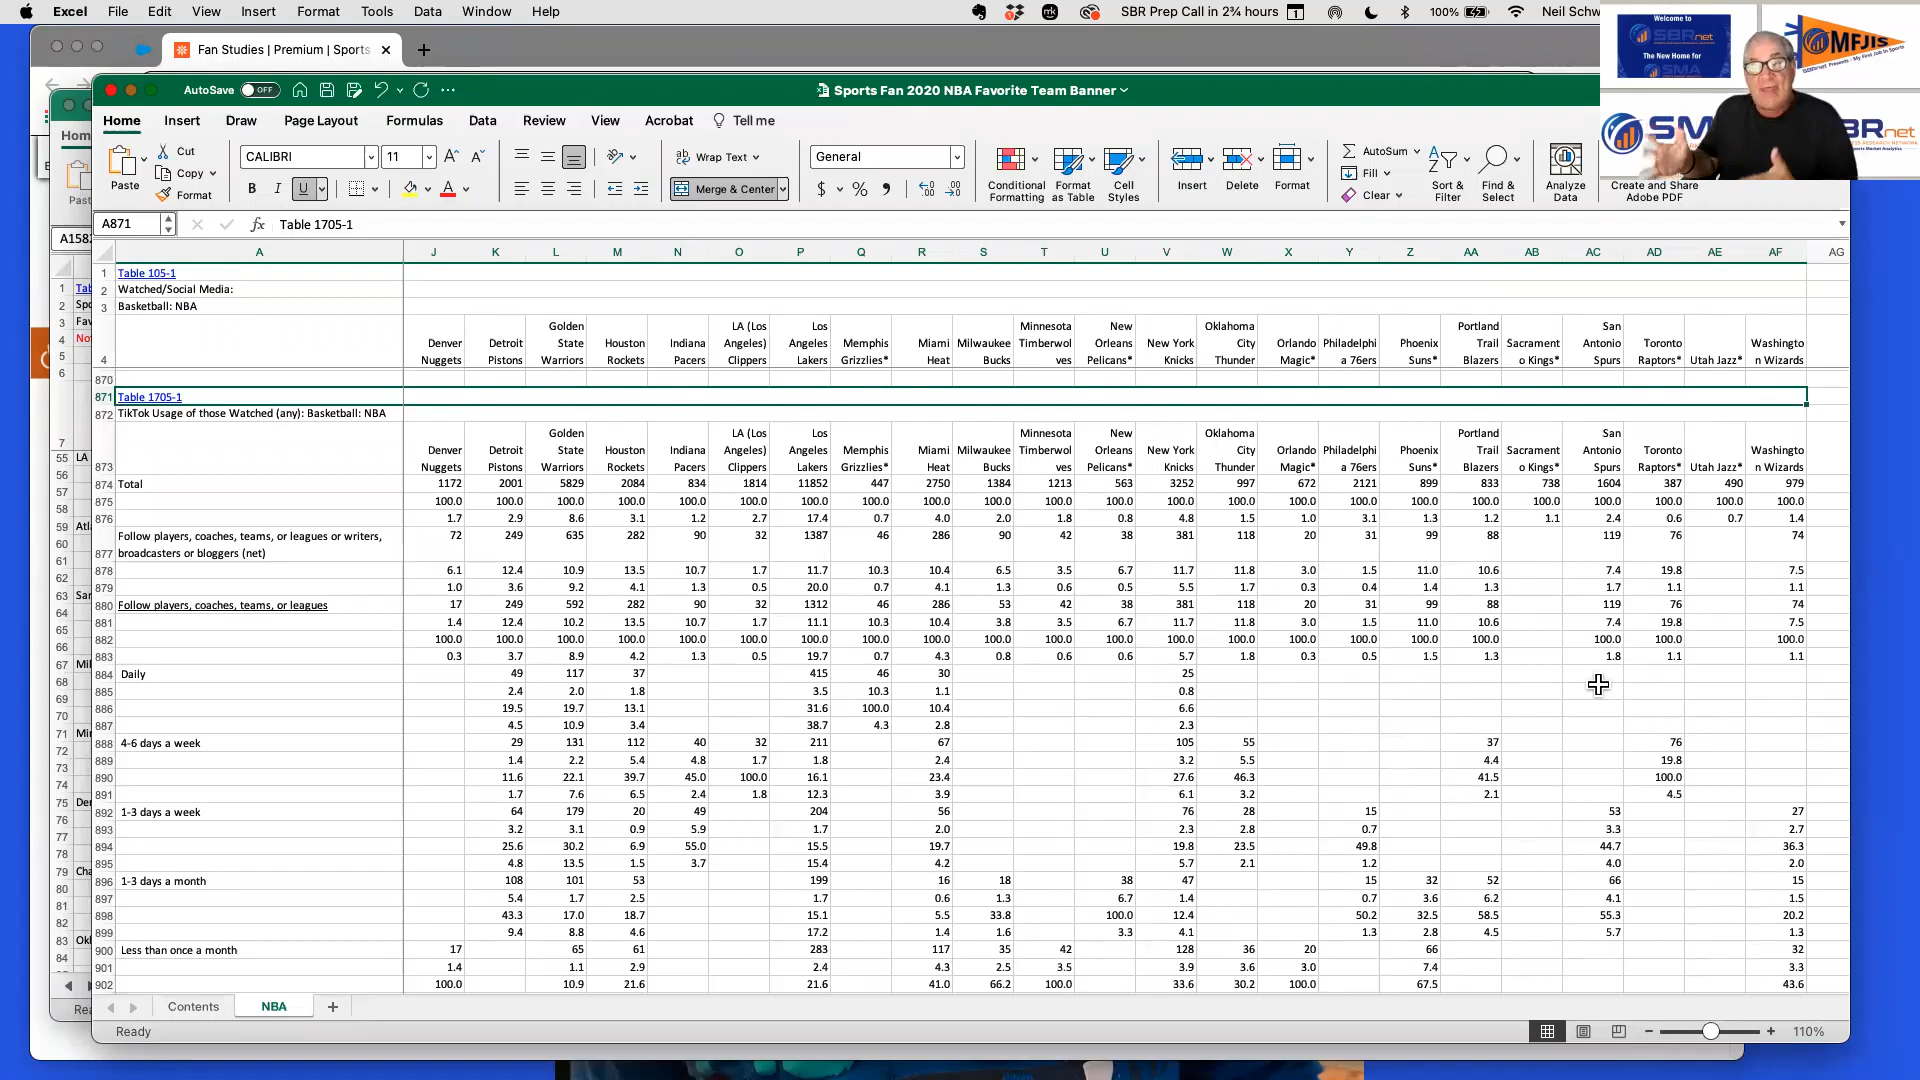 Excel File Edit View Insert Format Tools Data Window Help SBR Prep Call in 2¾ hours 1 100% Neil Schw
Fan Studies | Premium | Sports
AutoSave OFF Sports Fan 2020 NBA Favorite Team Banner
Home Insert Draw Page Layout Formulas Data Review View Acrobat Tell me
Paste Cut Copy Format CALIBRI 11 Wrap Text Merge & Center General Conditional Formatting Format as Table Cell Styles Insert Delete Format AutoSum Fill Clear Sort & Filter Find & Select Analyze Data Create and Share Adobe PDF
Welcome to
SBRnet
The New Home for
SMA
MFJIS
SBRnet Presents - My First Job In Sports
A871 fx Table 1705-1
A J K L M N O P Q R S T U V W X Y Z AA AB AC AD AE AF AG
1 Table 105-1
2 Watched/Social Media:
3 Basketball: NBA
4 Denver Nuggets Detroit Pistons Golden State Warriors Houston Rockets Indiana Pacers LA (Los Angeles) Clippers Los Angeles Lakers Memphis Grizzlies* Miami Heat Milwaukee Bucks Minnesota Timberwolves New Orleans Pelicans* New York Knicks Oklahoma City Thunder Orlando Magic* Philadelphia 76ers Phoenix Suns* Portland Trail Blazers Sacramento Kings* San Antonio Spurs Toronto Raptors* Utah Jazz* Washington Wizards
870
871 Table 1705-1
872 TikTok Usage of those Watched (any): Basketball: NBA
873 Denver Nuggets Detroit Pistons Golden State Warriors Houston Rockets Indiana Pacers LA (Los Angeles) Clippers Los Angeles Lakers Memphis Grizzlies* Miami Heat Milwaukee Bucks Minnesota Timberwolves New Orleans Pelicans* New York Knicks Oklahoma City Thunder Orlando Magic* Philadelphia 76ers Phoenix Suns* Portland Trail Blazers Sacramento Kings* San Antonio Spurs Toronto Raptors* Utah Jazz* Washington Wizards
874 Total 1172 2001 5829 2084 834 1814 11852 447 2750 1384 1213 563 3252 997 672 2121 899 833 738 1604 387 490 979
875 100.0 100.0 100.0 100.0 100.0 100.0 100.0 100.0 100.0 100.0 100.0 100.0 100.0 100.0 100.0 100.0 100.0 100.0 100.0 100.0 100.0 100.0 100.0
876 1.7 2.9 8.6 3.1 1.2 2.7 17.4 0.7 4.0 2.0 1.8 0.8 4.8 1.5 1.0 3.1 1.3 1.2 1.1 2.4 0.6 0.7 1.4
877 Follow players, coaches, teams, or leagues or writers, broadcasters or bloggers (net) 72 249 635 282 90 32 1387 46 286 90 42 38 381 118 20 31 99 88 119 76 74
878 6.1 12.4 10.9 13.5 10.7 1.7 11.7 10.3 10.4 6.5 3.5 6.7 11.7 11.8 3.0 1.5 11.0 10.6 7.4 19.8 7.5
879 1.0 3.6 9.2 4.1 1.3 0.5 20.0 0.7 4.1 1.3 0.6 0.5 5.5 1.7 0.3 0.4 1.4 1.3 1.7 1.1 1.1
880 Follow players, coaches, teams, or leagues 17 249 592 282 90 32 1312 46 286 53 42 38 381 118 20 31 99 88 119 76 74
881 1.4 12.4 10.2 13.5 10.7 1.7 11.1 10.3 10.4 3.8 3.5 6.7 11.7 11.8 3.0 1.5 11.0 10.6 7.4 19.8 7.5
882 100.0 100.0 100.0 100.0 100.0 100.0 100.0 100.0 100.0 100.0 100.0 100.0 100.0 100.0 100.0 100.0 100.0 100.0 100.0 100.0 100.0
883 0.3 3.7 8.9 4.2 1.3 0.5 19.7 0.7 4.3 0.8 0.6 0.6 5.7 1.8 0.3 0.5 1.5 1.3 1.8 1.1 1.1
884 Daily 49 117 37 415 46 30 25
885 2.4 2.0 1.8 3.5 10.3 1.1 0.8
886 19.5 19.7 13.1 31.6 100.0 10.4 6.6
887 4.5 10.9 3.4 38.7 4.3 2.8 2.3
888 4-6 days a week 29 131 112 40 32 211 67 105 55 37 76
889 1.4 2.2 5.4 4.8 1.7 1.8 2.4 3.2 5.5 4.4 19.8
890 11.6 22.1 39.7 45.0 100.0 16.1 23.4 27.6 46.3 41.5 100.0
891 1.7 7.6 6.5 2.4 1.8 12.3 3.9 6.1 3.2 2.1 4.5
892 1-3 days a week 64 179 20 49 204 56 76 28 15 53 27
893 3.2 3.1 0.9 5.9 1.7 2.0 2.3 2.8 0.7 3.3 2.7
894 25.6 30.2 6.9 55.0 15.5 19.7 19.8 23.5 49.8 44.7 36.3
895 4.8 13.5 1.5 3.7 15.4 4.2 5.7 2.1 1.2 4.0 2.0
896 1-3 days a month 108 101 53 199 16 18 38 47 15 32 52 66 15
897 5.4 1.7 2.5 1.7 0.6 1.3 6.7 1.4 0.7 3.6 6.2 4.1 1.5
898 43.3 17.0 18.7 15.1 5.5 33.8 100.0 12.4 50.2 32.5 58.5 55.3 20.2
899 9.4 8.8 4.6 17.2 1.4 1.6 3.3 4.1 1.3 2.8 4.5 5.7 1.3
900 Less than once a month 17 65 61 283 117 35 42 128 36 20 66 32
901 1.4 1.1 2.9 2.4 4.3 2.5 3.5 3.9 3.6 3.0 7.4 3.3
902 100.0 10.9 21.6 21.6 41.0 66.2 100.0 33.6 30.2 100.0 67.5 43.6
Contents NBA
Ready 110%